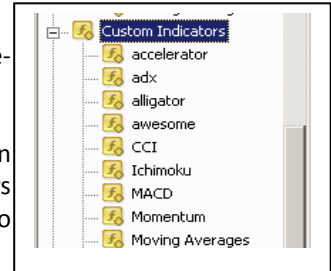 Custom Indicators
accelerator
adx
alligator
awesome
CCI
Ichimoku
MACD
Momentum
Moving Averages